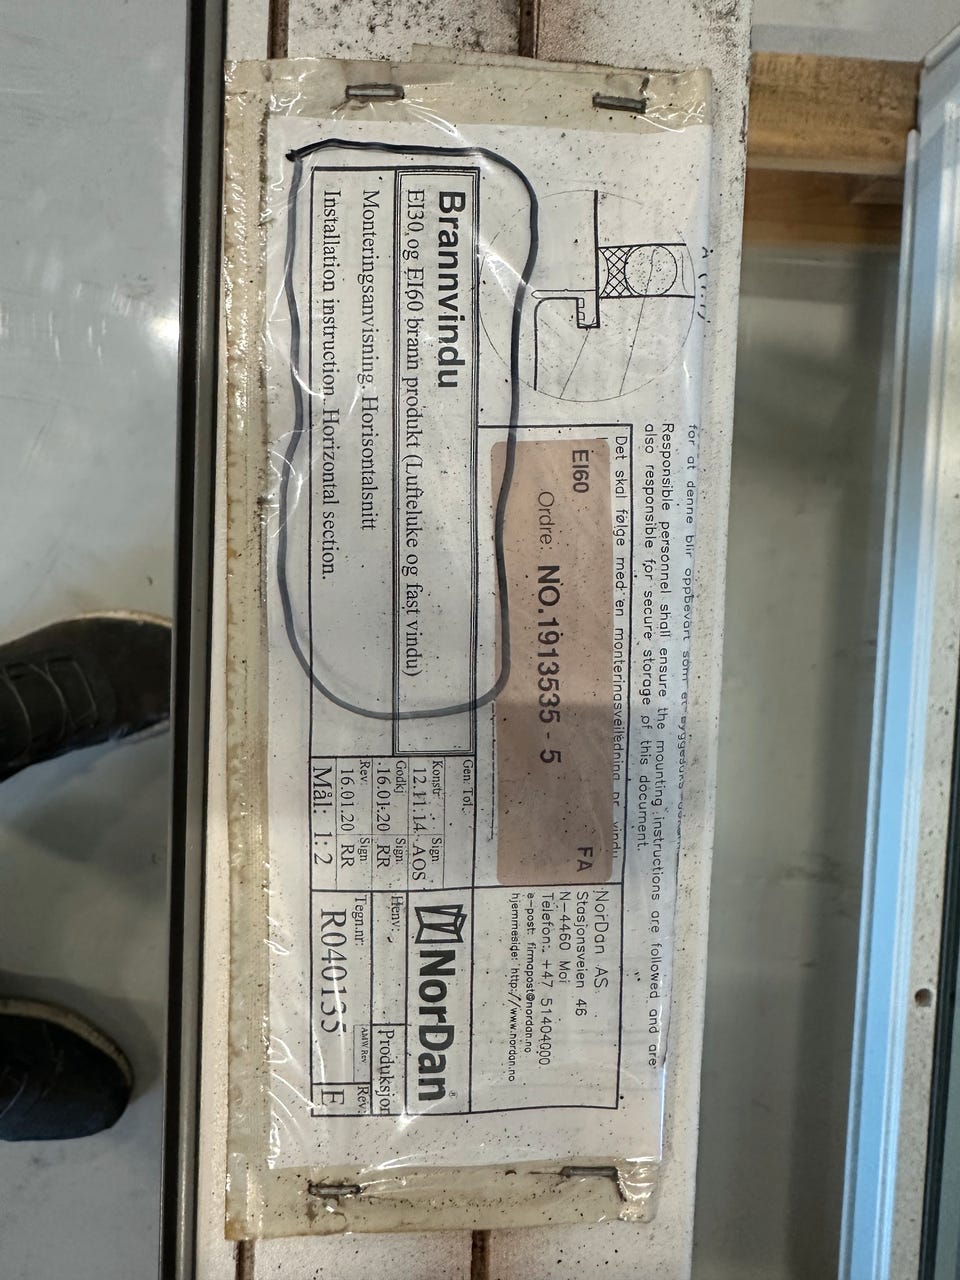 for at denne blir oppbevart som et
Responsible personnel shall ensure the mounting instructions are followed and are
also responsible for secure storage of this document.
Det skal følge med en monteringsveiledning pr vindu
EI60
FA
Ordre: NO.1913535 - 5
NorDan AS
Stasjonsveien 46
N-4460 Moi
Telefon: +47 51404000
e-post: firmapost@nordan.no
hjemmeside: http://www.nordan.no
Brannvindu
EI30 og EI60 brann produkt (Lufteluke og fast vindu)
Monteringsanvisning. Horisontalsnitt
Installation instruction. Horizontal section.
Gen. Tol.
Konstr. Sign.
12.11.14 AOS
Godkj Sign.
16.01.20 RR
Rev. Sign.
16.01.20 RR
Mål: 1:2
NorDan®
Henv: Produksjon
Tegn.nr: AMW Rev Rev.
R040135 E